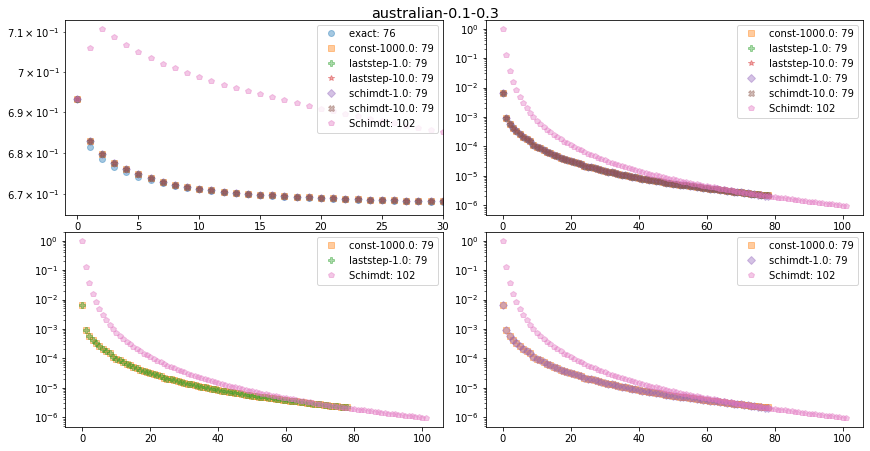 australian-0.1-0.3
7.1 × 10⁻¹
7 × 10⁻¹
6.9 × 10⁻¹
6.8 × 10⁻¹
6.7 × 10⁻¹
exact: 76
const-1000.0: 79
laststep-1.0: 79
laststep-10.0: 79
schimdt-1.0: 79
schimdt-10.0: 79
Schimdt: 102
0 5 10 15 20 25 30
10⁰
10⁻¹
10⁻²
10⁻³
10⁻⁴
10⁻⁵
10⁻⁶
const-1000.0: 79
laststep-1.0: 79
laststep-10.0: 79
schimdt-1.0: 79
schimdt-10.0: 79
Schimdt: 102
0 20 40 60 80 100
10⁰
10⁻¹
10⁻²
10⁻³
10⁻⁴
10⁻⁵
10⁻⁶
const-1000.0: 79
laststep-1.0: 79
Schimdt: 102
0 20 40 60 80 100
10⁰
10⁻¹
10⁻²
10⁻³
10⁻⁴
10⁻⁵
10⁻⁶
const-1000.0: 79
schimdt-1.0: 79
Schimdt: 102
0 20 40 60 80 100